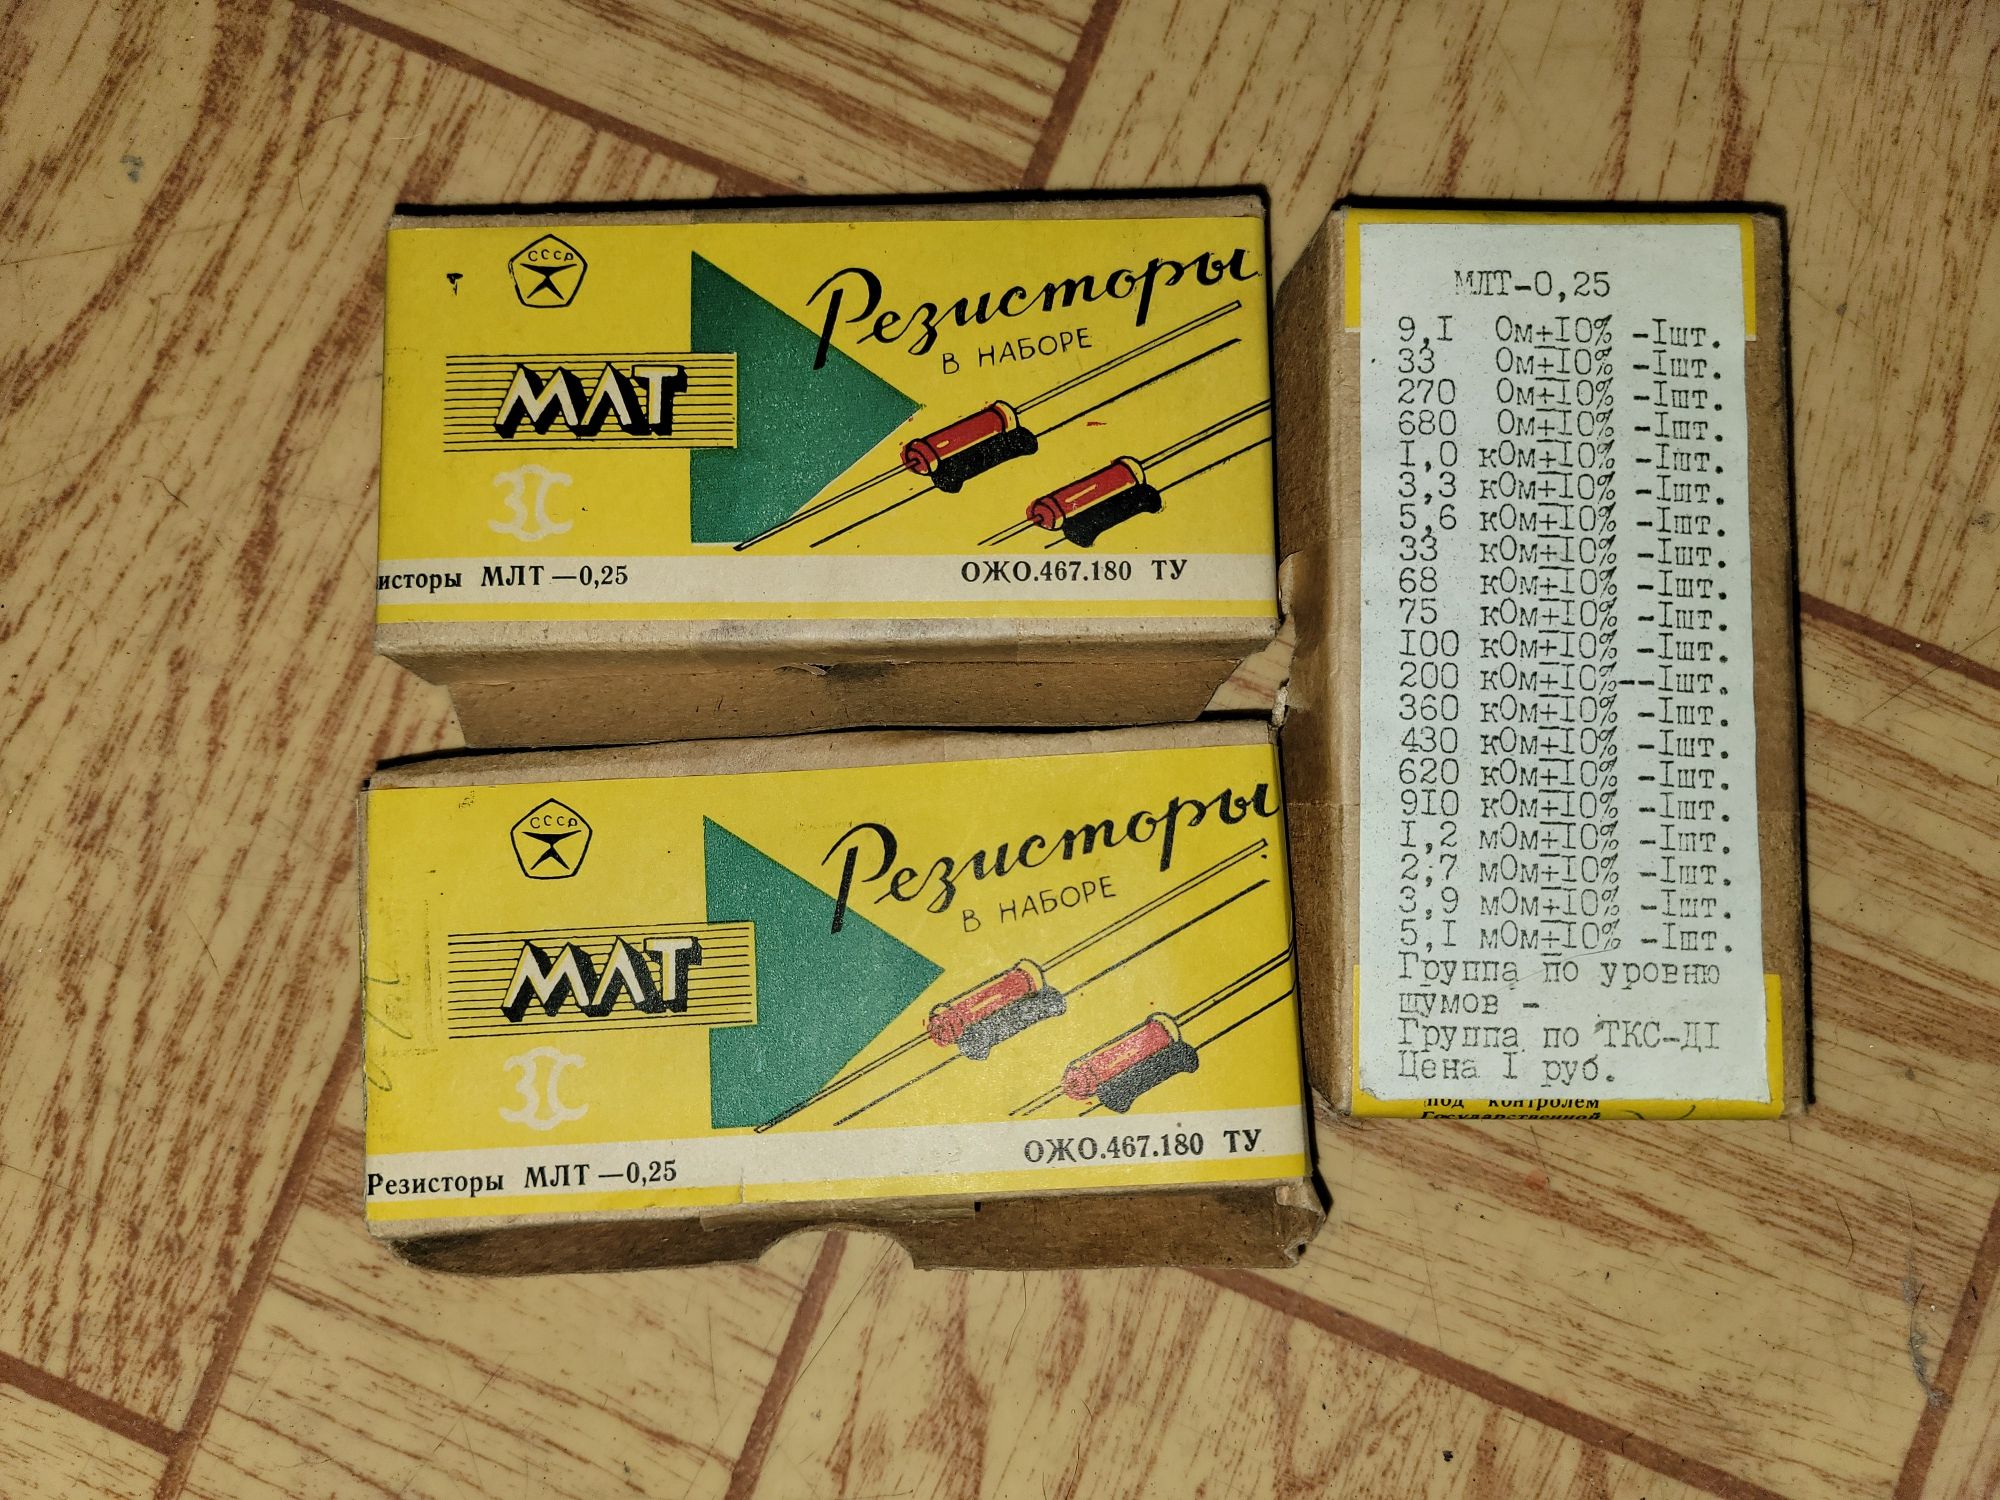 СССР
Резисторы
В НАБОРЕ
МЛТ
исторы МЛТ—0,25
ОЖО.467.180 ТУ
СССР
Резисторы
В НАБОРЕ
МЛТ
Резисторы МЛТ—0,25
ОЖО.467.180 ТУ
МЛТ-0,25
9,I Ом±I0% -Iшт.
33 Ом±I0% -Iшт.
270 Ом±I0% -Iшт.
680 Ом±I0% -Iшт.
I,0 кОм±I0% -Iшт.
3,3 кОм±I0% -Iшт.
5,6 кОм±I0% -Iшт.
33 кОм±I0% -Iшт.
68 кОм±I0% -Iшт.
75 кОм±I0% -Iшт.
I00 кОм±I0% -Iшт.
200 кОм±I0%--Iшт.
360 кОм±I0% -Iшт.
430 кОм±I0% -Iшт.
620 кОм±I0% -Iшт.
9I0 кОм±I0% -Iшт.
I,2 мОм±I0% -Iшт.
2,7 мОм±I0% -Iшт.
3,9 мОм±I0% -Iшт.
5,I мОм±I0% -Iшт.
Группа по уровню
шумов -
Группа по ТКС-ДI
Цена I руб.
под контролем
Государственной